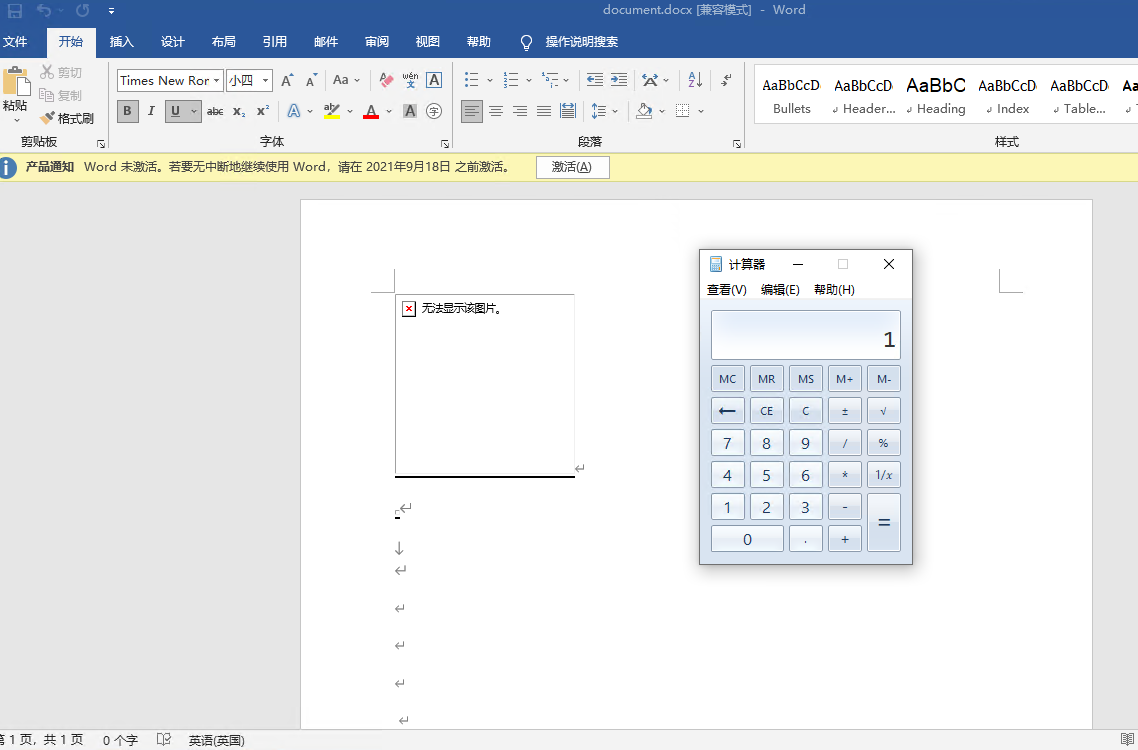 document.docx [兼容模式] - Word
文件 开始 插入 设计 布局 引用 邮件 审阅 视图 帮助 操作说明搜索
粘贴 剪切 复制 格式刷
Times New Ror 小四 A A Aa wén 文 A
B I U abc x₂ x² A ab A A 字
A Z
AaBbCcD AaBbCcD AaBbC AaBbCcD AaBbCcD Aa
Bullets Header... Heading Index Table...
剪贴板 字体 段落 样式
产品通知 Word 未激活。若要无中断地继续使用 Word，请在 2021年9月18日 之前激活。 激活(A)
无法显示该图片。
计算器
查看(V) 编辑(E) 帮助(H)
1
MC MR MS M+ M-
← CE C ± √
7 8 9 / %
4 5 6 * 1/x
1 2 3 - =
0 . +
第 1 页，共 1 页 0 个字 英语(英国)